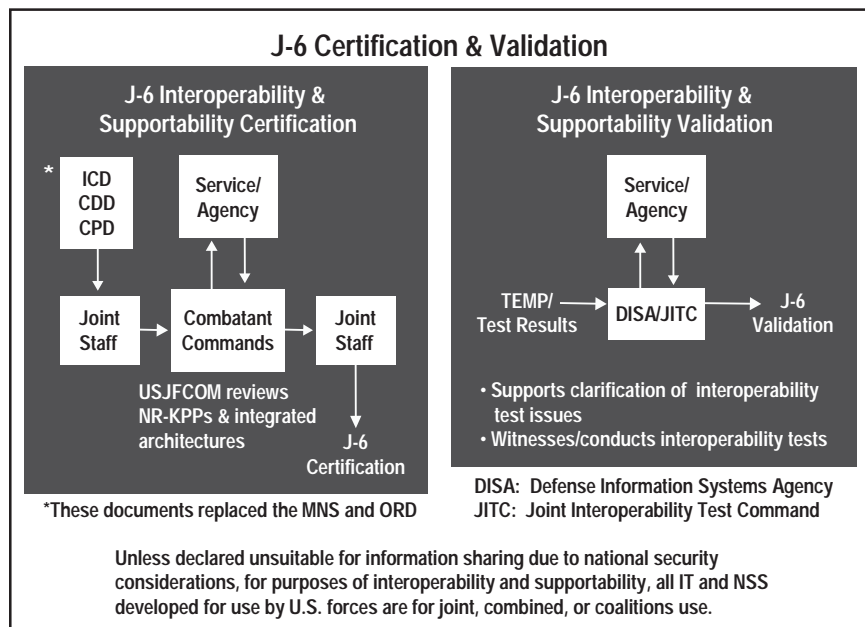 J-6 Certification & Validation
J-6 Interoperability &
Supportability Certification
*
ICD
CDD
CPD
Service/
Agency
Joint
Staff
Combatant
Commands
Joint
Staff
USJFCOM reviews
NR-KPPs & integrated
architectures
J-6
Certification
*These documents replaced the MNS and ORD
J-6 Interoperability &
Supportability Validation
Service/
Agency
TEMP/
Test Results
DISA/JITC
J-6
Validation
• Supports clarification of interoperability
test issues
• Witnesses/conducts interoperability tests
DISA: Defense Information Systems Agency
JITC: Joint Interoperability Test Command
Unless declared unsuitable for information sharing due to national security
considerations, for purposes of interoperability and supportability, all IT and NSS
developed for use by U.S. forces are for joint, combined, or coalitions use.